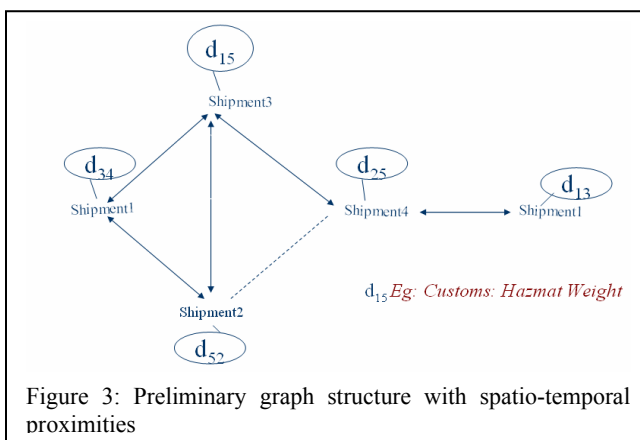 d15
Shipment3
d34
Shipment1
d25
Shipment4
d13
Shipment1
d15 Eg: Customs: Hazmat Weight
Shipment2
d52
Figure 3: Preliminary graph structure with spatio-temporal
proximities